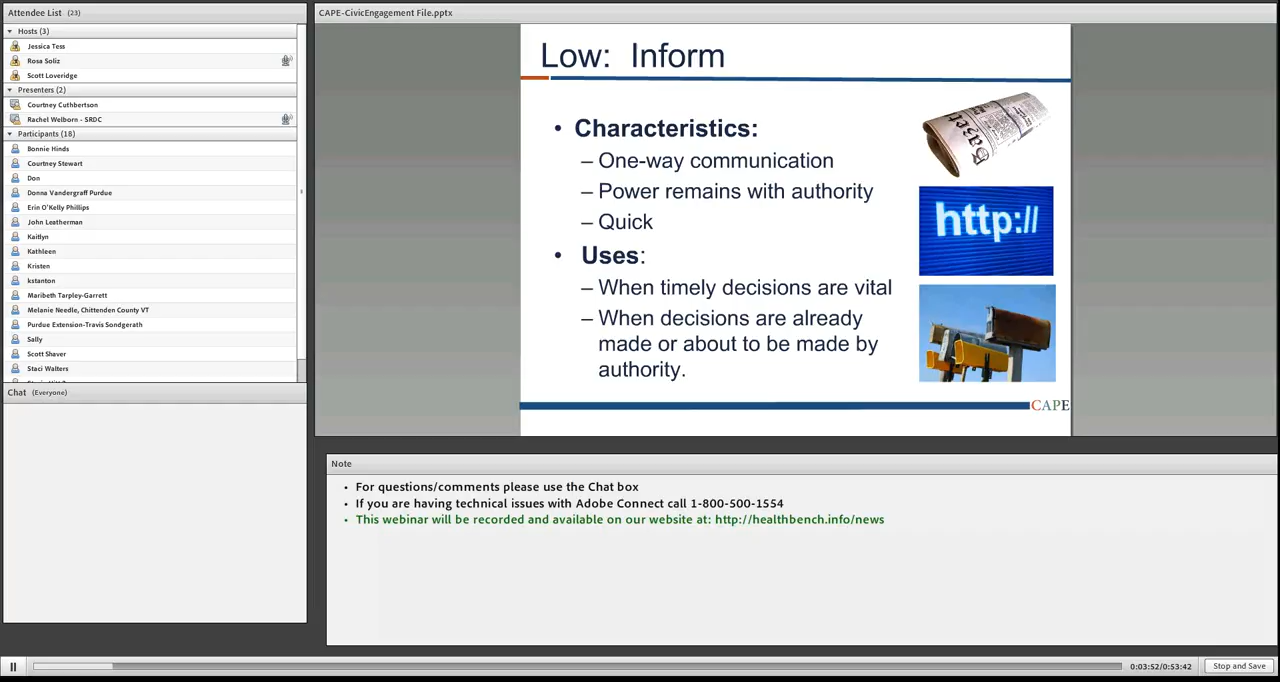 Attendee List (23)
Hosts (3)
Jessica Tess
Rosa Soliz
Scott Loveridge
Presenters (2)
Courtney Cuthbertson
Rachel Welborn - SRDC
Participants (18)
Bonnie Hinds
Courtney Stewart
Don
Donna Vandergraff Purdue
Erin O'Kelly Phillips
John Leatherman
Kaitlyn
Kathleen
Kristen
kstanton
Maribeth Tarpley-Garrett
Melanie Needle, Chittenden County VT
Purdue Extension-Travis Sondgerath
Sally
Scott Shaver
Staci Walters
Chat (Everyone)
CAPE-CivicEngagement File.pptx
Low: Inform
• Characteristics:
– One-way communication
– Power remains with authority
– Quick
• Uses:
– When timely decisions are vital
– When decisions are already
made or about to be made by
authority.
http://
CAPE
Note
• For questions/comments please use the Chat box
• If you are having technical issues with Adobe Connect call 1-800-500-1554
• This webinar will be recorded and available on our website at: http://healthbench.info/news
0:03:52/0:53:42
Stop and Save